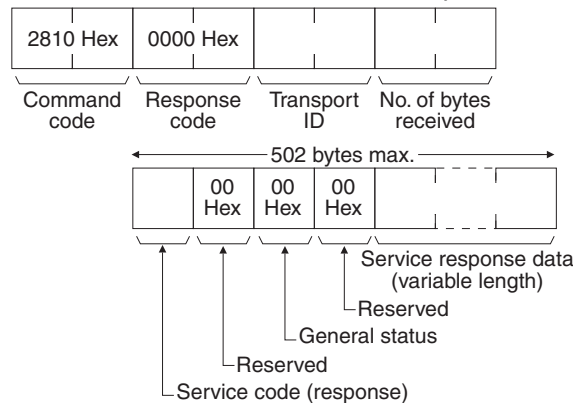 2810 Hex 0000 Hex
Command code
Response code
Transport ID
No. of bytes received
502 bytes max.
00 Hex
00 Hex
00 Hex
Service response data
(variable length)
Reserved
General status
Reserved
Service code (response)